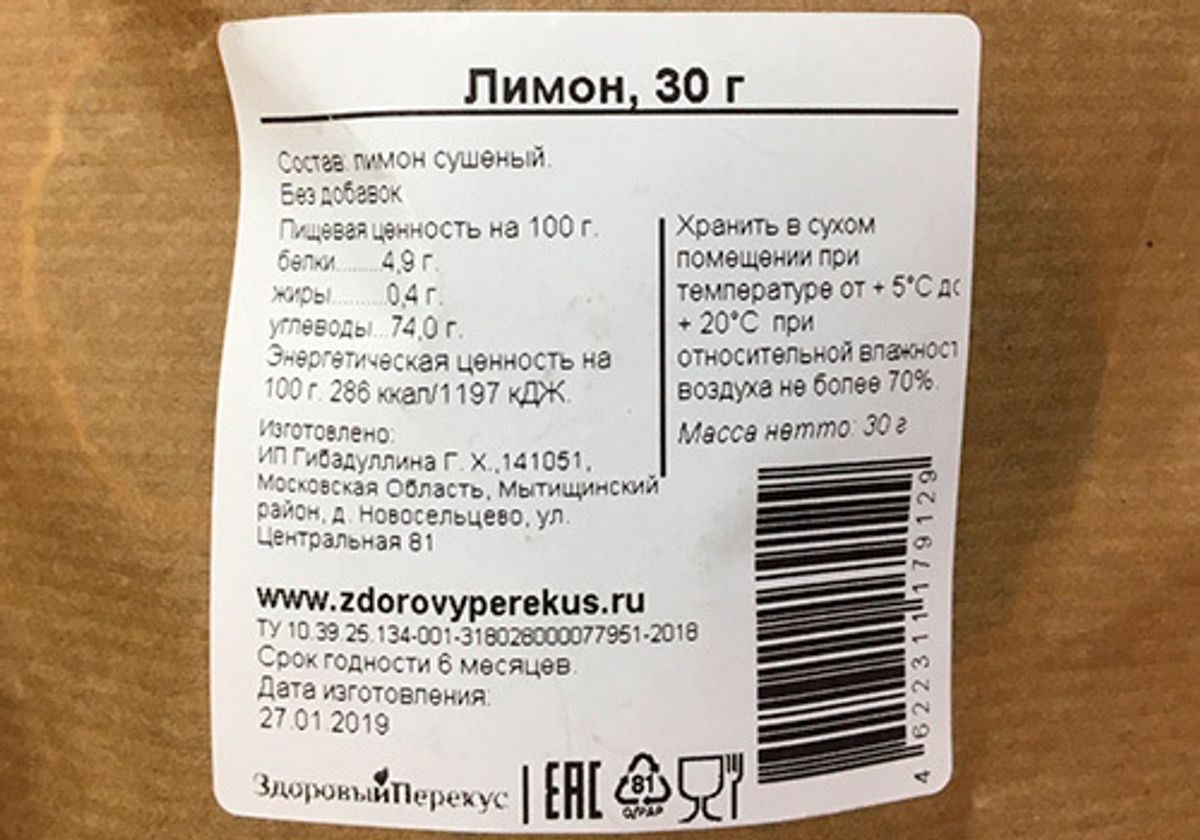 Лимон, 30 г
Состав: лимон сушеный.
Без добавок
Пищевая ценность на 100 г.
белки........4,9 г.
жиры.........0,4 г.
углеводы...74,0 г.
Энергетическая ценность на
100 г. 286 ккал/1197 кДЖ.
Изготовлено:
ИП Гибадуллина Г. Х.,141051,
Московская Область, Мытищинский
район, д. Новосельцево, ул.
Центральная 81
Хранить в сухом
помещении при
температуре от + 5°С до
+ 20°С при
относительной влажност
воздуха не более 70%.
Масса нетто: 30 г
4 622311 179129
www.zdorovyperekus.ru
ТУ 10.39.25.134-001-318028000077951-2018
Срок годности 6 месяцев.
Дата изготовления:
27.01.2019
ЗдоровыйПерекус
EAC
81
C/PAP